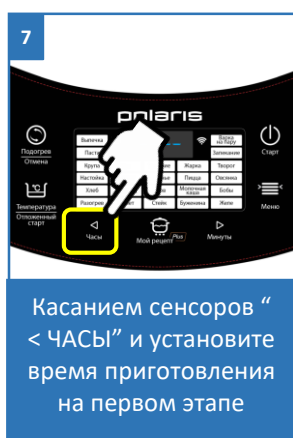 7
polaris
Подогрев
Отмена
Температура
Отложенный
старт
Выпечка
Варка
на пару
Запекание
Крупа
Жарка
Творог
Настойка
Пицца
Овсянка
Хлеб
Молочная
каша
Бобы
Разогрев
Стейк
Буженина
Желе
Старт
Меню
Часы
Мой рецепт Plus
Минуты
Касанием сенсоров “
< ЧАСЫ” и установите
время приготовления
на первом этапе